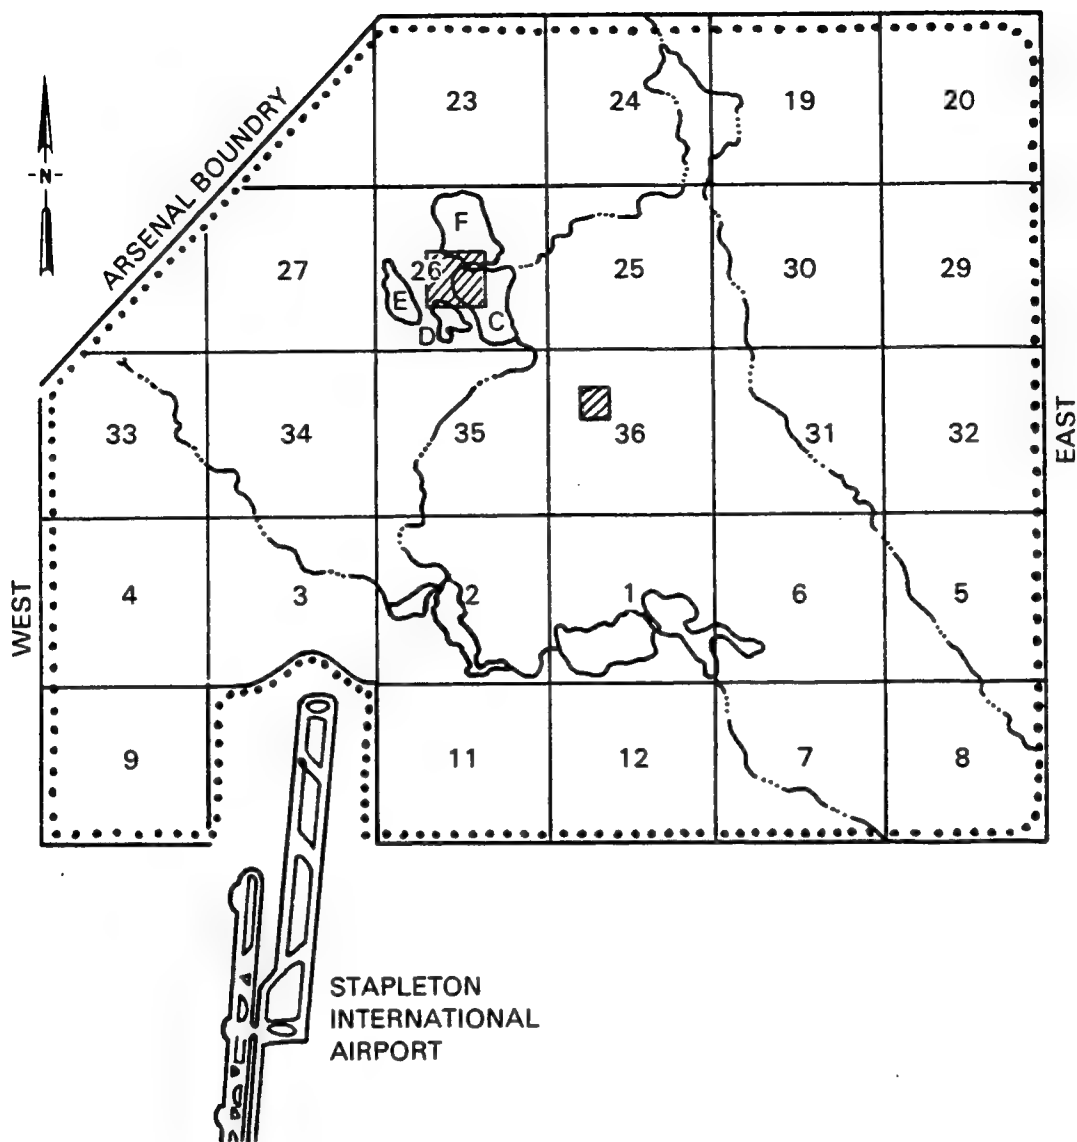 23 24 19 20
-N-
ARSENAL BOUNDRY
F
27 26 25 30 29
E
C
D
33 34 35 36 31 32
EAST
WEST
4 3 2 1 6 5
9 11 12 7 8
STAPLETON
INTERNATIONAL
AIRPORT